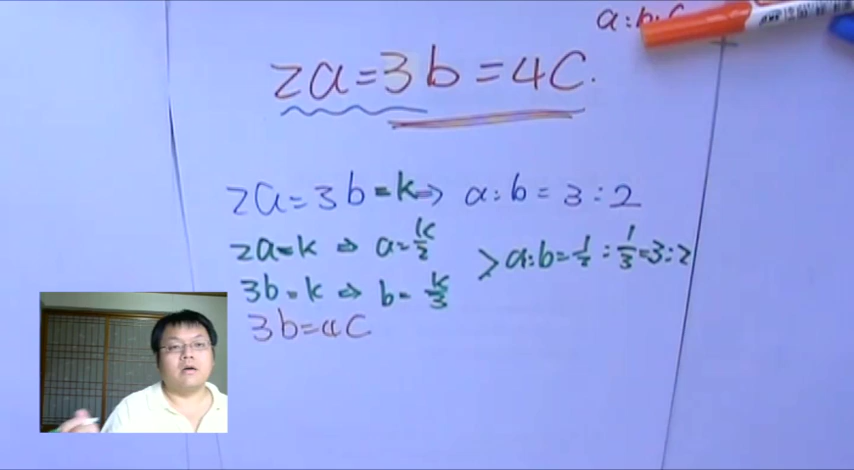 a:b:c
2a=3b=4C.
2a=3b=k⇒ a:b=3:2
2a=k ⇒ a=k/2
>a:b=1/2:1/3=3:2
3b=k ⇒ b=k/3
3b=4C